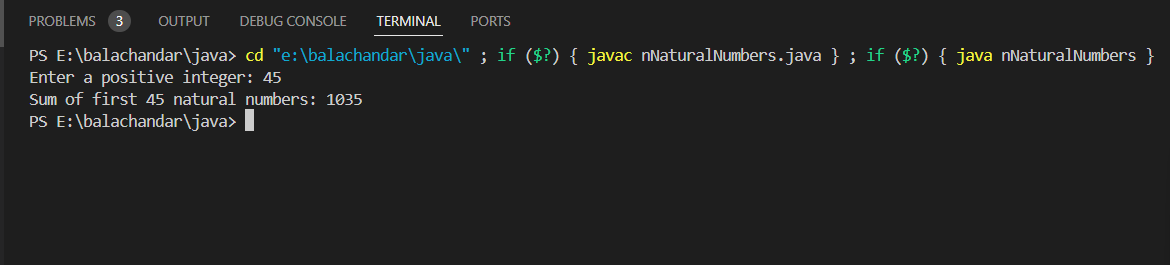 PROBLEMS 3 OUTPUT DEBUG CONSOLE TERMINAL PORTS
PS E:\balachandar\java> cd "e:\balachandar\java\" ; if ($?) { javac nNaturalNumbers.java } ; if ($?) { java nNaturalNumbers }
Enter a positive integer: 45
Sum of first 45 natural numbers: 1035
PS E:\balachandar\java>